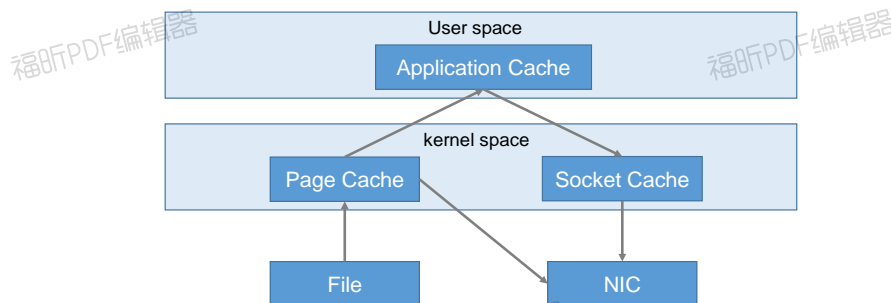 User space
福昕PDF编辑器
福昕PDF编辑器
Application Cache
kernel space
Page Cache
Socket Cache
File
NIC